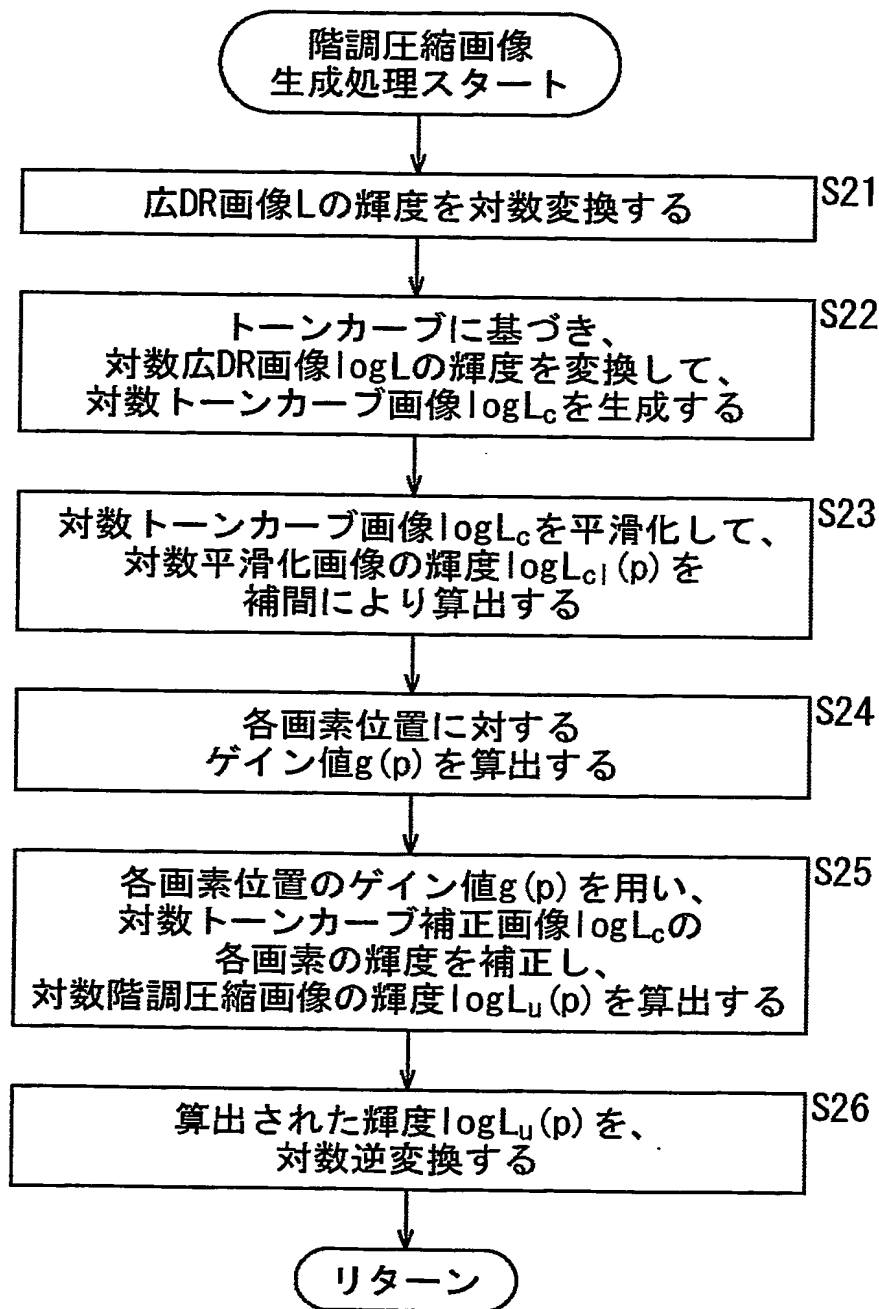 階調圧縮画像
生成処理スタート
広DR画像Lの輝度を対数変換する
S21
トーンカーブに基づき、
対数広DR画像logLの輝度を変換して、
対数トーンカーブ画像logLcを生成する
S22
対数トーンカーブ画像logLcを平滑化して、
対数平滑化画像の輝度logLcl(p)を
補間により算出する
S23
各画素位置に対する
ゲイン値g(p)を算出する
S24
各画素位置のゲイン値g(p)を用い、
対数トーンカーブ補正画像logLcの
各画素の輝度を補正し、
対数階調圧縮画像の輝度logLu(p)を算出する
S25
算出された輝度logLu(p)を、
対数逆変換する
S26
リターン